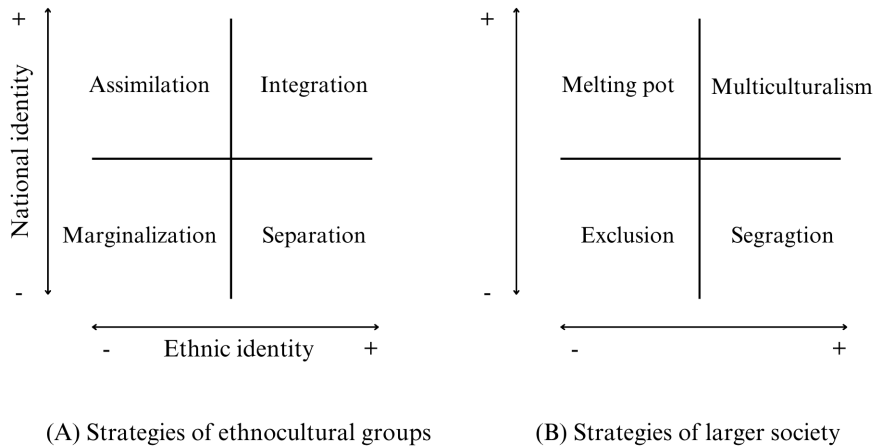 +
National identity
-
Assimilation
Integration
Marginalization
Separation
- Ethnic identity +
(A) Strategies of ethnocultural groups
+
-
Melting pot
Multiculturalism
Exclusion
Segragtion
- +
(B) Strategies of larger society